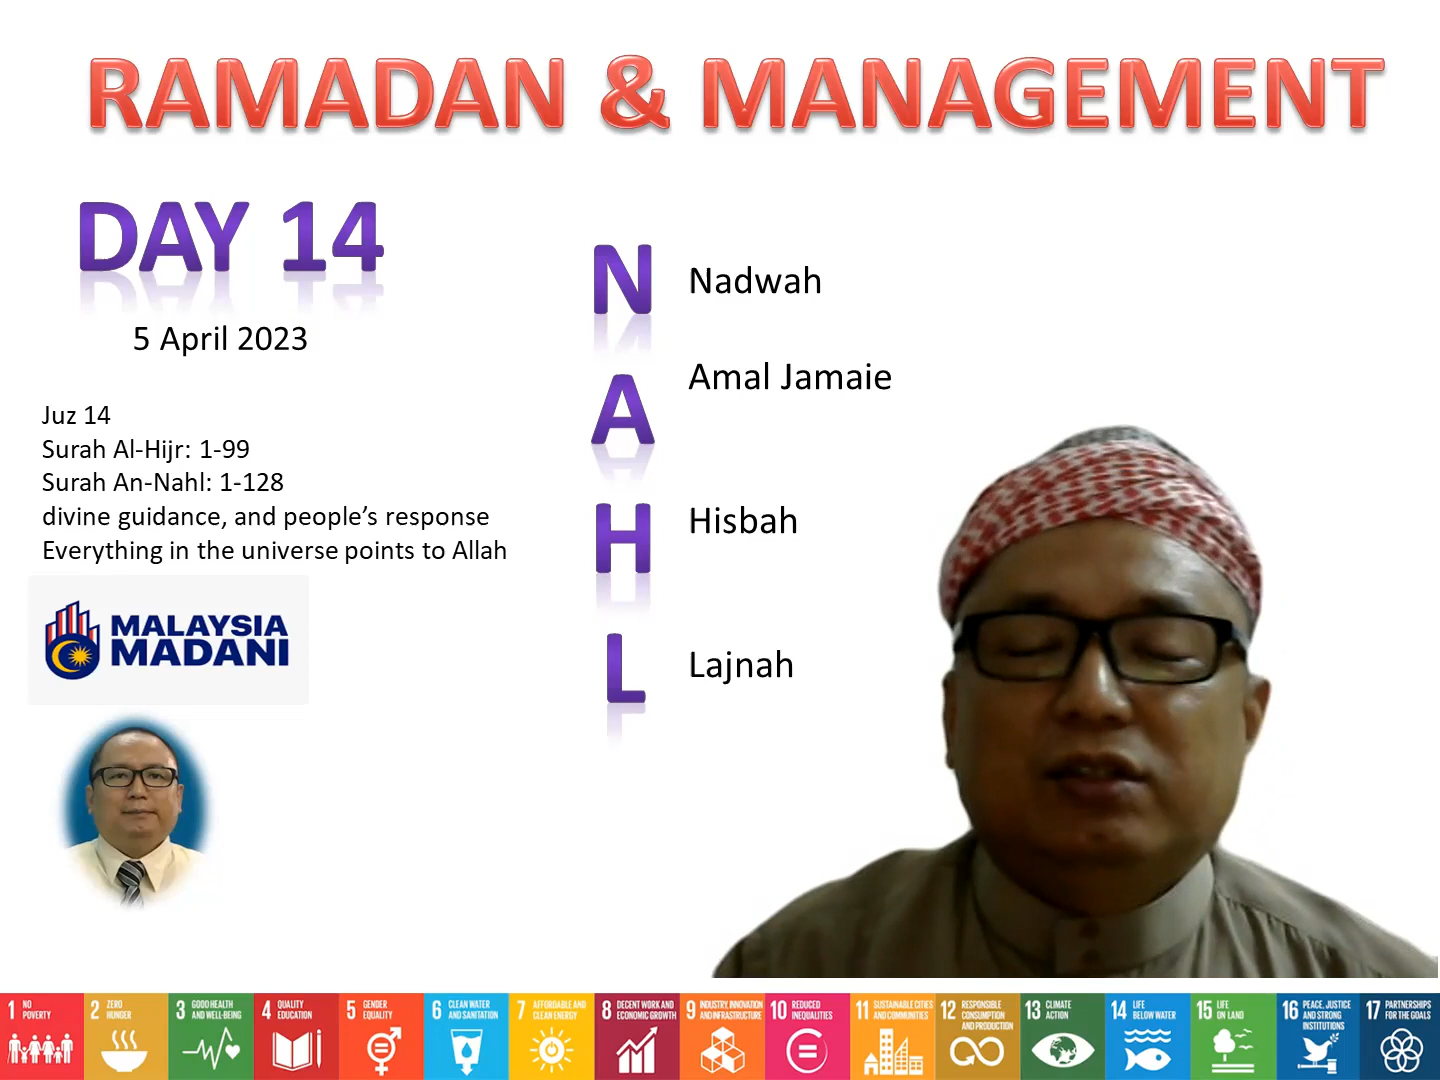 RAMADAN & MANAGEMENT
DAY 14
5 April 2023
Juz 14
Surah Al-Hijr: 1-99
Surah An-Nahl: 1-128
divine guidance, and people’s response
Everything in the universe points to Allah
MALAYSIA
MADANI
N Nadwah
A Amal Jamaie
H Hisbah
L Lajnah
1 NO
POVERTY
2 ZERO
HUNGER
3 GOOD HEALTH
AND WELL-BEING
4 QUALITY
EDUCATION
5 GENDER
EQUALITY
6 CLEAN WATER
AND SANITATION
7 AFFORDABLE AND
CLEAN ENERGY
8 DECENT WORK AND
ECONOMIC GROWTH
9 INDUSTRY, INNOVATION
AND INFRASTRUCTURE
10 REDUCED
INEQUALITIES
11 SUSTAINABLE CITIES
AND COMMUNITIES
12 RESPONSIBLE
CONSUMPTION
AND PRODUCTION
13 CLIMATE
ACTION
14 LIFE
BELOW WATER
15 LIFE
ON LAND
16 PEACE, JUSTICE
AND STRONG
INSTITUTIONS
17 PARTNERSHIPS
FOR THE GOALS